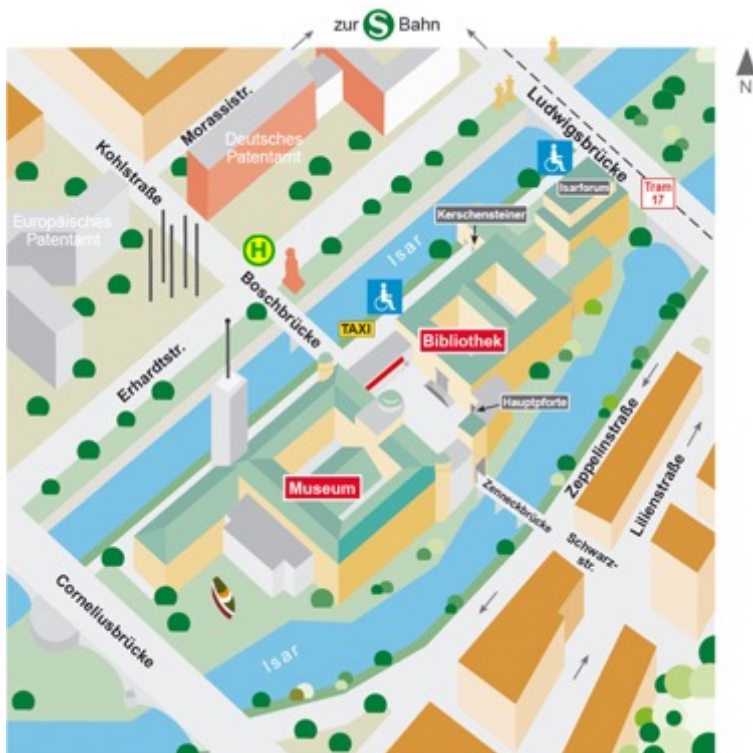 zur S Bahn
N
Ludwigsbrücke
Morassistr.
Deutsches
Patentamt
Kohlstraße
Isarforum
Tram
17
Kerschensteiner
Europäisches
Patentamt
H
Isar
Boschbrücke
TAXI
Bibliothek
Erhardtstr.
Hauptpforte
Zeppelinstraße
Lilienstraße
Museum
Zenneckbrücke
Schwarz-
str.
Corneliusbrücke
Isar